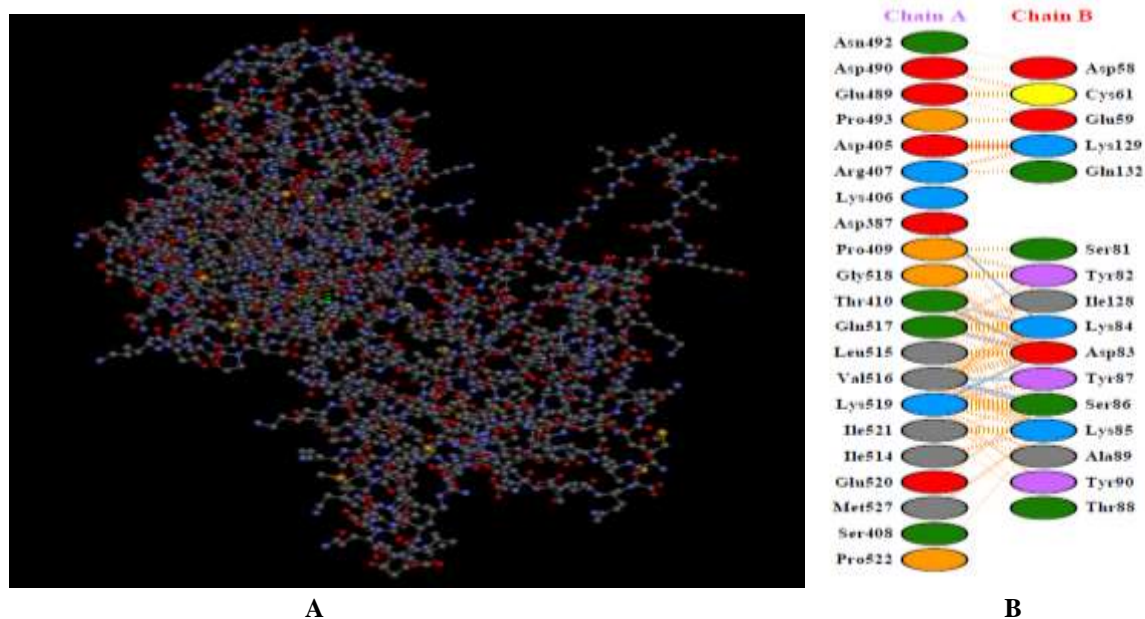 Chain A Chain B
Asn492
Asp490 Asp58
Glu489 Cys61
Pro493 Glu59
Asp405 Lys129
Arg407 Gln132
Lys406
Asp387
Pro409 Ser81
Gly518 Tyr82
Thr410 Ile128
Gln517 Lys84
Leu515 Asp83
Val516 Tyr87
Lys519 Ser86
Ile521 Lys85
Ile514 Ala89
Glu520 Tyr90
Met527 Thr88
Ser408
Pro522
A B